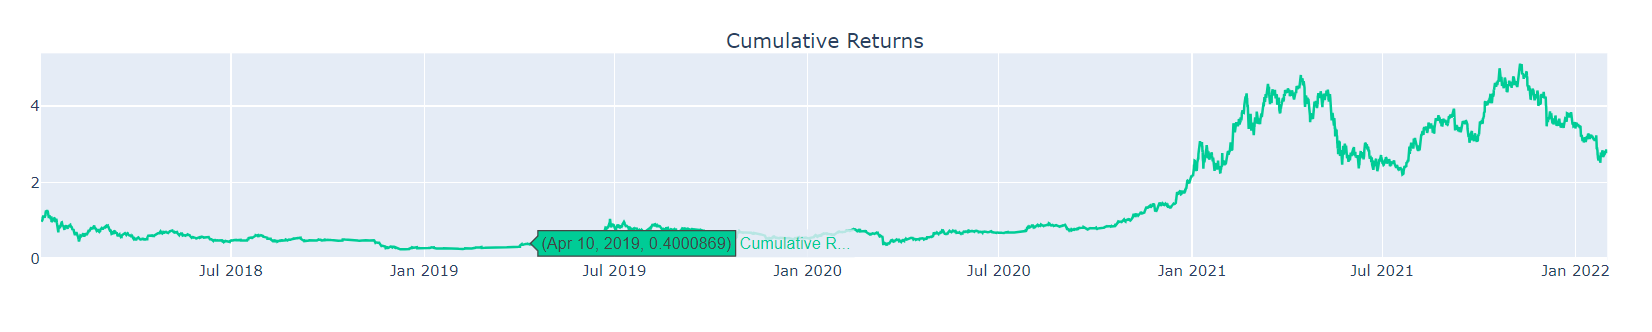 Cumulative Returns
4
2
0
(Apr 10, 2019, 0.4000869) Cumulative R...
Jul 2018 Jan 2019 Jul 2019 Jan 2020 Jul 2020 Jan 2021 Jul 2021 Jan 2022